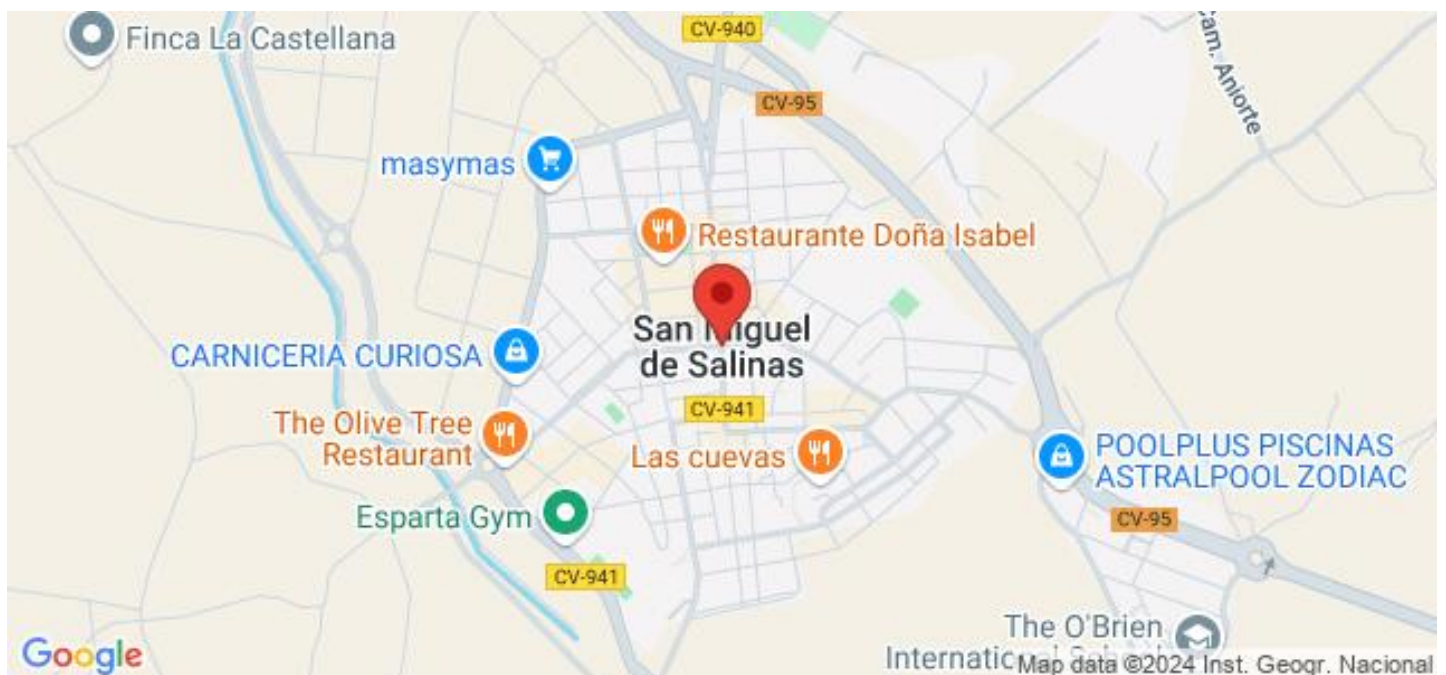 CV-940
Finca La Castellana
Cam. Aniorte
CV-95
masymas
Restaurante Doña Isabel
San Miguel
de Salinas
CARNICERIA CURIOSA
CV-941
The Olive Tree
Restaurant
Las cuevas
POOLPLUS PISCINAS
ASTRALPOOL ZODIAC
Esparta Gym
CV-95
CV-941
The O'Brien
International School
Google
Map data ©2024 Inst. Geogr. Nacional